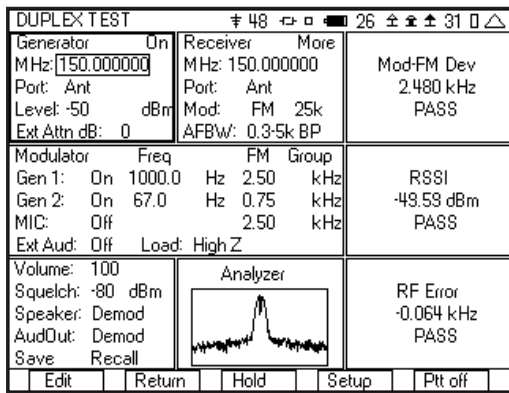 DUPLEX TEST 48 26 31
Generator On
MHz: 150.000000
Port: Ant
Level: -50 dBm
Ext Attn dB: 0
Receiver More
MHz: 150.000000
Port: Ant
Mod: FM 25k
AFBW: 0.3-5k BP
Mod-FM Dev
2.480 kHz
PASS
Modulator Freq FM Group
Gen 1: On 1000.0 Hz 2.50 kHz
Gen 2: On 67.0 Hz 0.75 kHz
MIC: Off 2.50 kHz
Ext Aud: Off Load: High Z
RSSI
-49.59 dBm
PASS
Volume: 100
Squelch: -80 dBm
Speaker: Demod
AudOut: Demod
Save Recall
Analyzer
RF Error
-0.064 kHz
PASS
Edit Return Hold Setup Ptt off